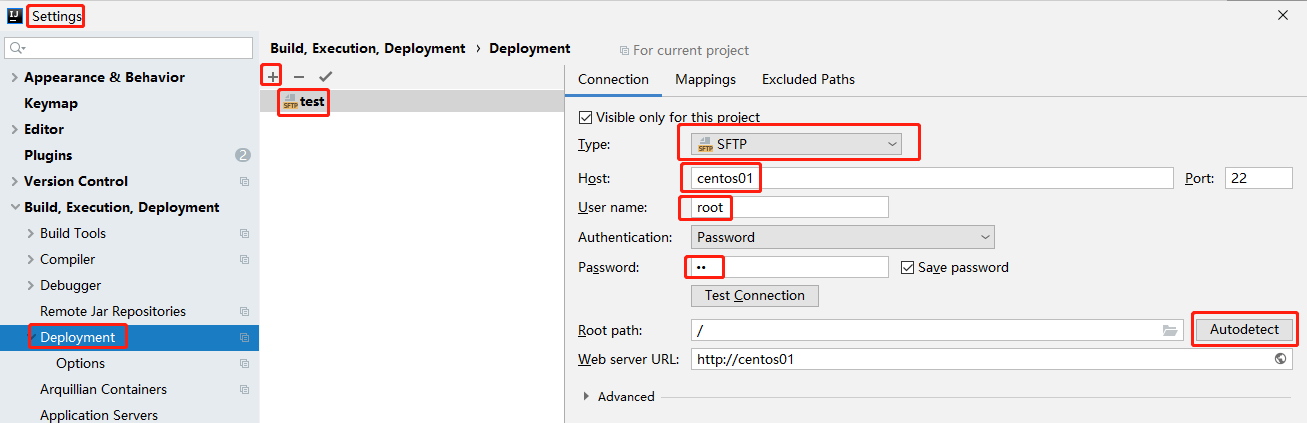 Settings
Build, Execution, Deployment › Deployment For current project
Appearance & Behavior
Keymap
Editor
Plugins 2
Version Control
Build, Execution, Deployment
Build Tools
Compiler
Debugger
Remote Jar Repositories
Deployment
Options
Arquillian Containers
Application Servers
SFTP test
Connection Mappings Excluded Paths
Visible only for this project
Type: SFTP SFTP
Host: centos01 Port: 22
User name: root
Authentication: Password
Password: •• Save password
Test Connection
Root path: / Autodetect
Web server URL: http://centos01
Advanced